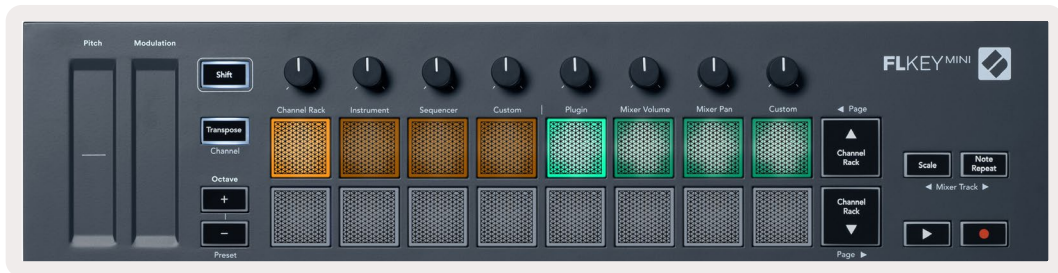 Pitch
Modulation
Shift
FLKEY MINI
Channel Rack
Instrument
Sequencer
Custom
Plugin
Mixer Volume
Mixer Pan
Custom
◀ Page
Transpose
Channel
▲
Channel
Rack
Scale
Note
Repeat
◀ Mixer Track ▶
Octave
+
−
Preset
Channel
Rack
▼
Page ▶